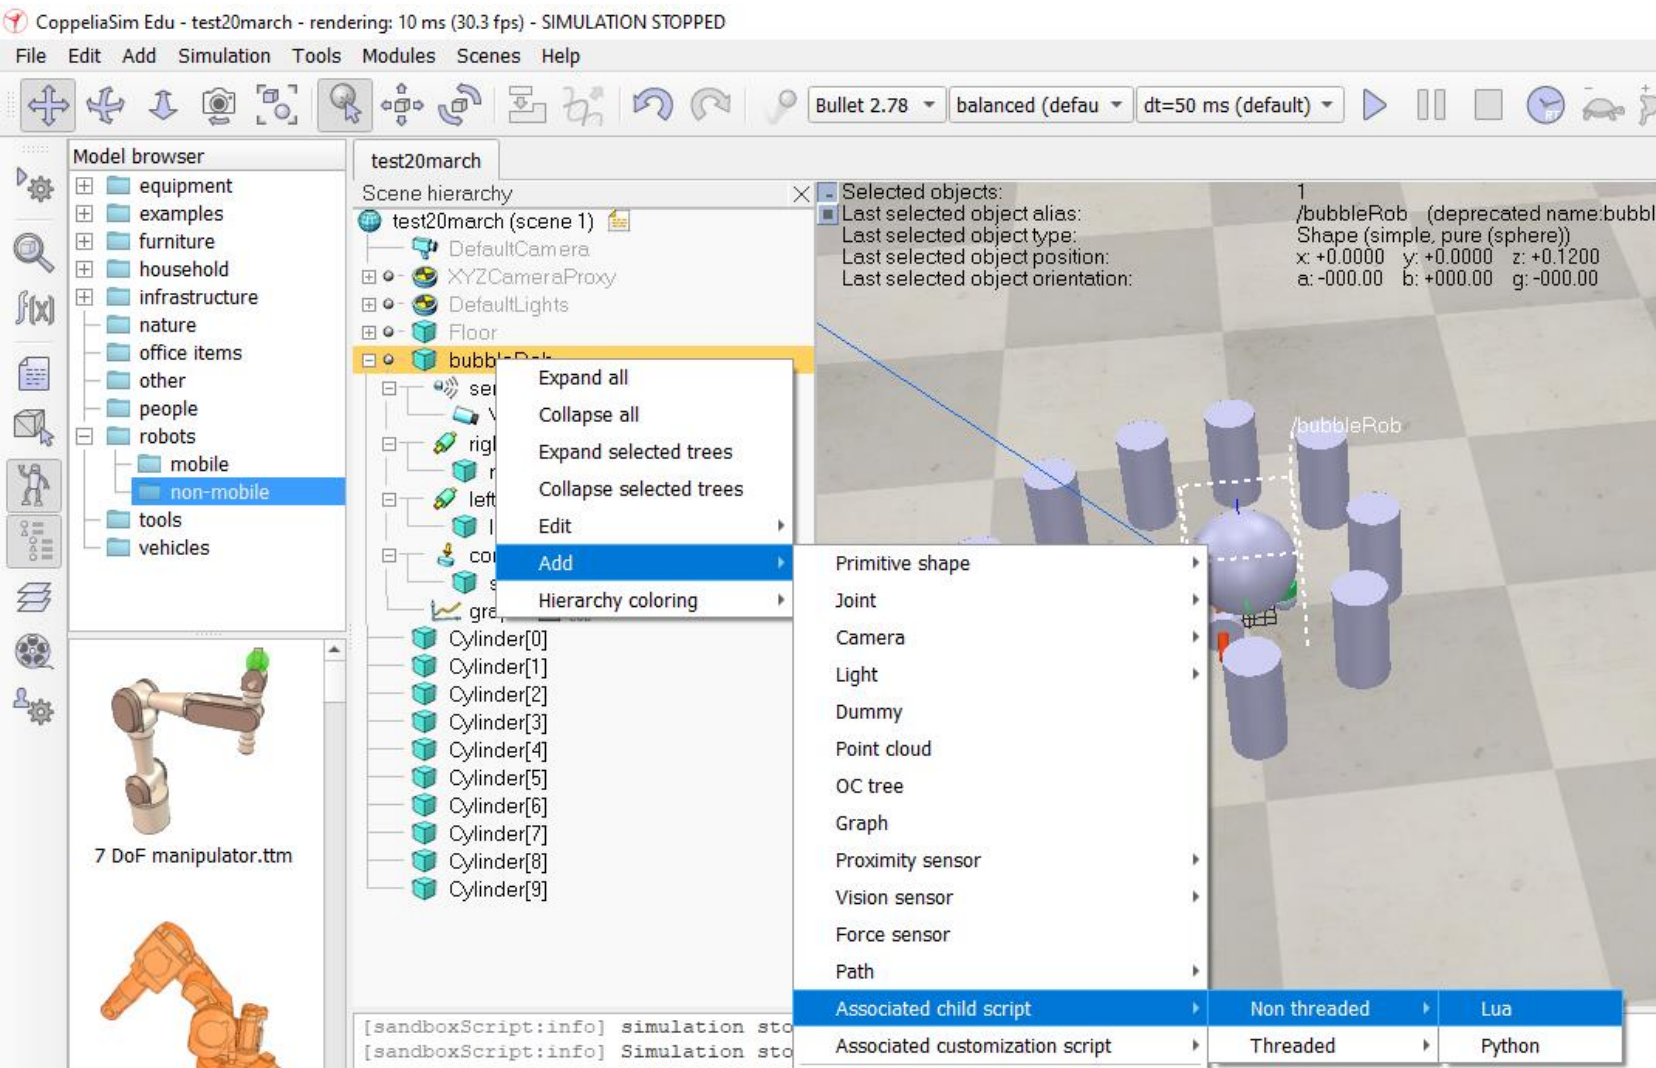 CoppeliaSim Edu - test20march - rendering: 10 ms (30.3 fps) - SIMULATION STOPPED
File Edit Add Simulation Tools Modules Scenes Help
Bullet 2.78 balanced (defau dt=50 ms (default) RT
Model browser
equipment
examples
furniture
household
infrastructure
nature
office items
other
people
robots
mobile
non-mobile
tools
vehicles
7 DoF manipulator.ttm
f(x)
test20march
Scene hierarchy
test20march (scene 1)
DefaultCamera
XYZCameraProxy
DefaultLights
Floor
bubbleRob
ser
rig
left
cor
gra
Cylinder[0]
Cylinder[1]
Cylinder[2]
Cylinder[3]
Cylinder[4]
Cylinder[5]
Cylinder[6]
Cylinder[7]
Cylinder[8]
Cylinder[9]
Expand all
Collapse all
Expand selected trees
Collapse selected trees
Edit
Add
Hierarchy coloring
Primitive shape
Joint
Camera
Light
Dummy
Point cloud
OC tree
Graph
Proximity sensor
Vision sensor
Force sensor
Path
Associated child script
Associated customization script
Non threaded
Threaded
Lua
Python
Selected objects: 1
Last selected object alias: /bubbleRob (deprecated name:bubbl
Last selected object type: Shape (simple, pure (sphere))
Last selected object position: x: +0.0000 y: +0.0000 z: +0.1200
Last selected object orientation: a: -000.00 b: +000.00 g: -000.00
/bubbleRob
[sandboxScript:info] simulation sto
[sandboxScript:info] Simulation sto